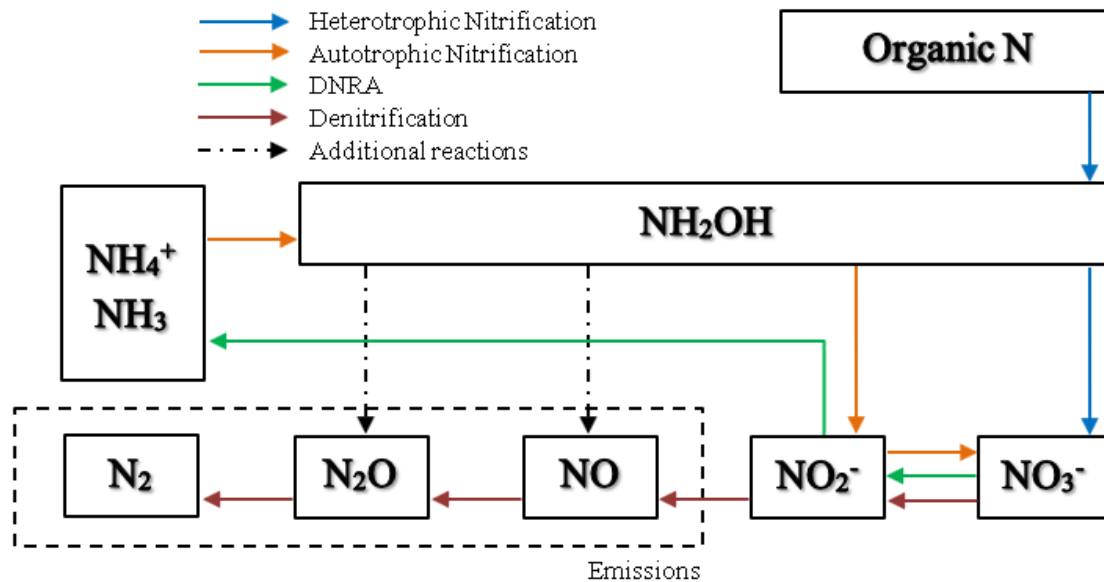 Heterotrophic Nitrification
Autotrophic Nitrification
DNRA
Denitrification
Additional reactions
Organic N
NH₂OH
NH₄⁺
NH₃
N₂
N₂O
NO
NO₂⁻
NO₃⁻
Emissions